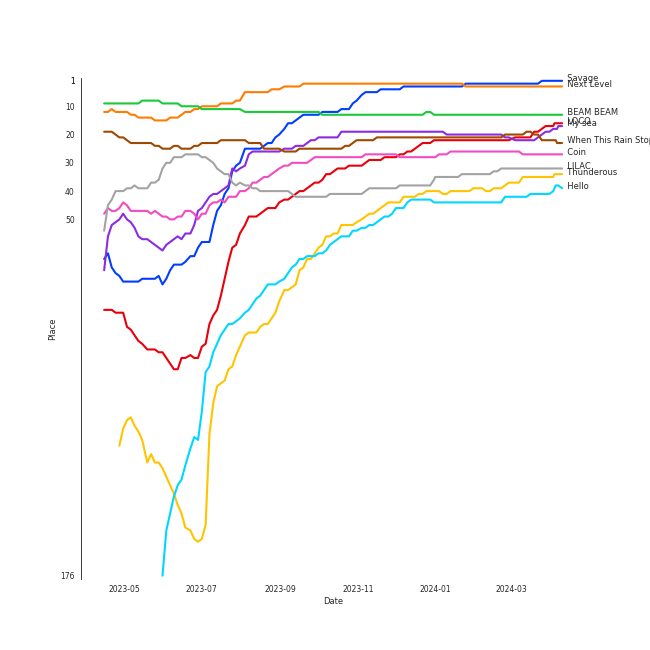 1
10
20
30
40
50
176
Place
2023-05
2023-07
2023-09
2023-11
2024-01
2024-03
Date
Savage
Next Level
BEAM BEAM
LOCO
My sea
When This Rain Stop
Coin
LILAC
Thunderous
Hello